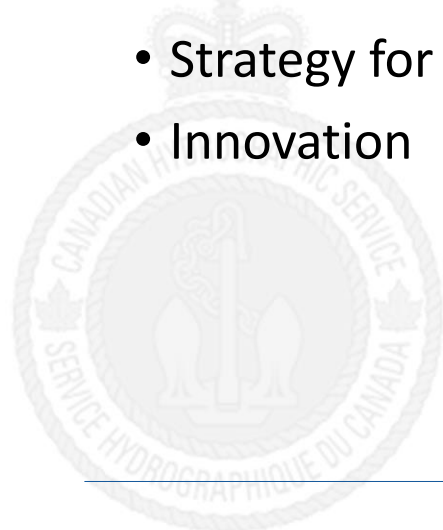 • Strategy for
• Innovation
CANADIAN HYDROGRAPHIC SERVICE
SERVICE HYDROGRAPHIQUE DU CANADA